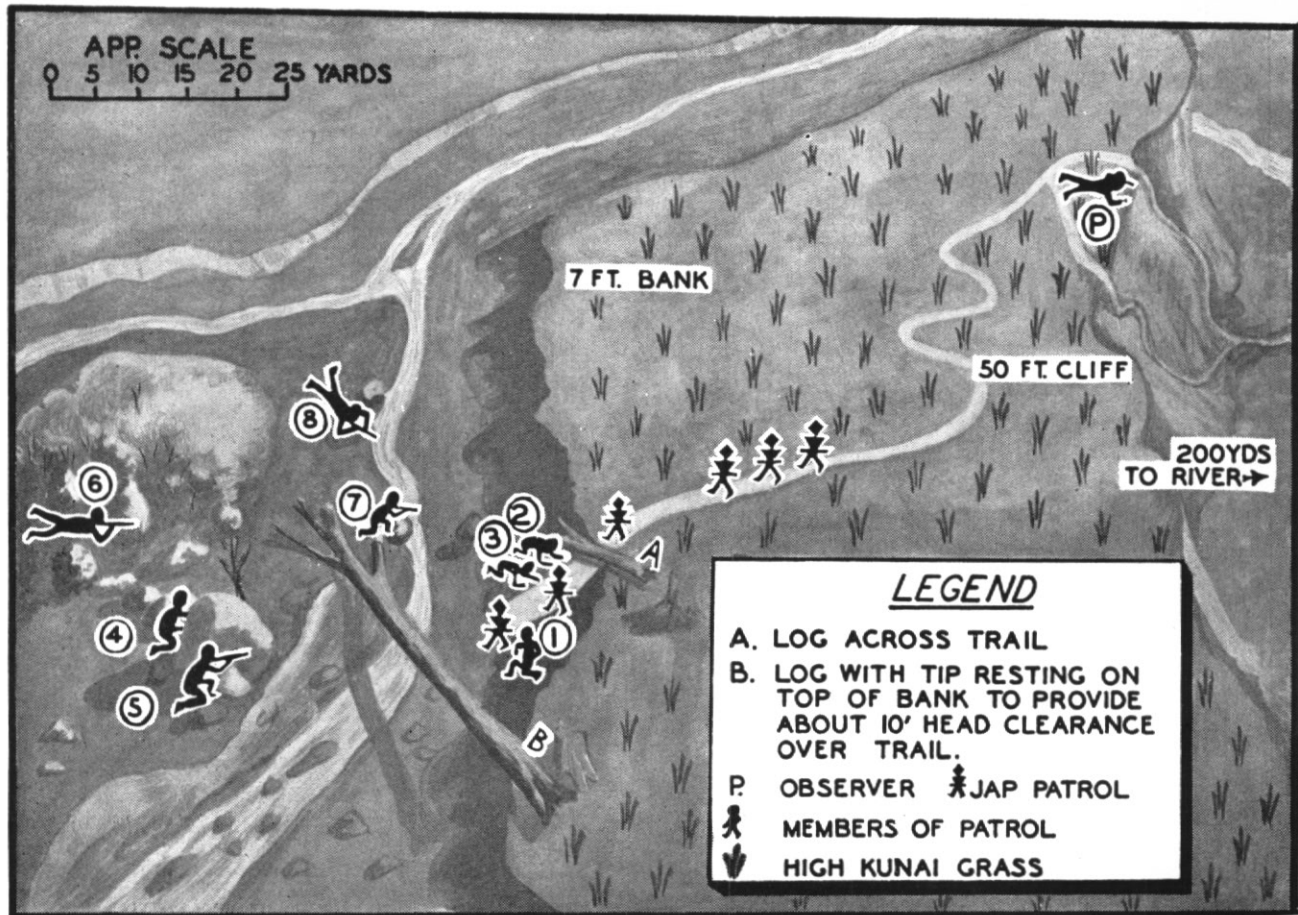 APP. SCALE
0 5 10 15 20 25 YARDS
7 FT. BANK
P
50 FT. CLIFF
8
200YDS
TO RIVER→
6
7
2
3
A
4
1
5
B
LEGEND
A. LOG ACROSS TRAIL
B. LOG WITH TIP RESTING ON
TOP OF BANK TO PROVIDE
ABOUT 10' HEAD CLEARANCE
OVER TRAIL.
P. OBSERVER JAP PATROL
MEMBERS OF PATROL
HIGH KUNAI GRASS